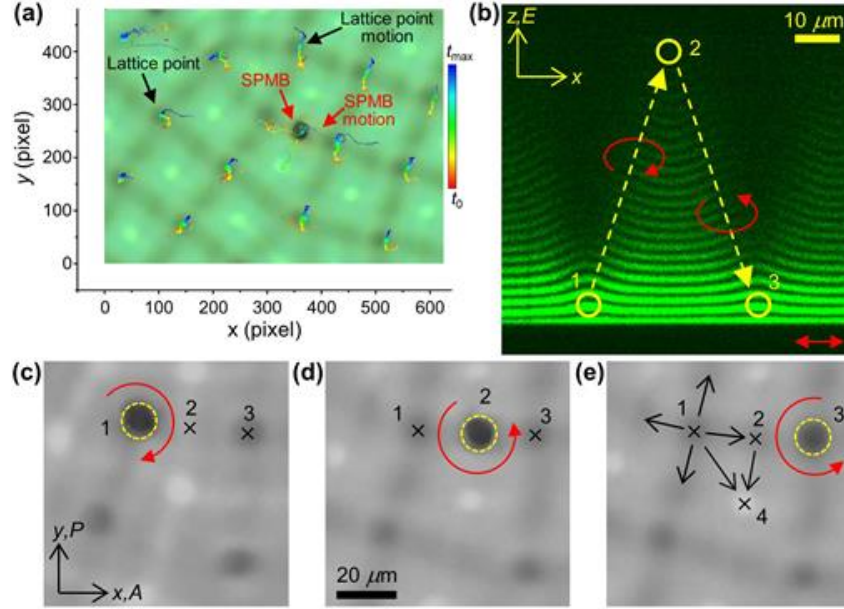 (a)
Lattice point
motion
Lattice point
SPMB
SPMB
motion
t_max
t_0
y (pixel)
400
300
200
100
0
0 100 200 300 400 500 600
x (pixel)
(b)
z,E
x
10 μm
2
1
3
(c)
1
2
3
y,P
x,A
(d)
1
2
3
20 μm
(e)
1
2
3
4